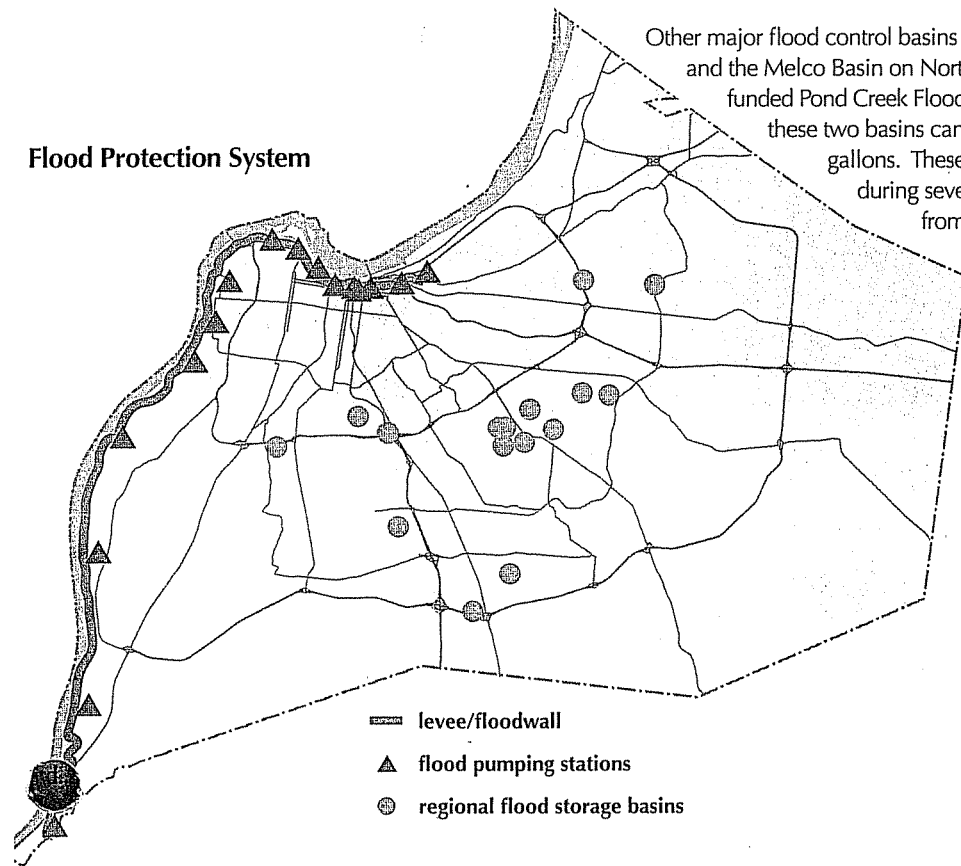 Other major flood control basins
and the Melco Basin on Nort
funded Pond Creek Flood
these two basins can
gallons. These
during seve
from
Flood Protection System
levee/floodwall
flood pumping stations
regional flood storage basins